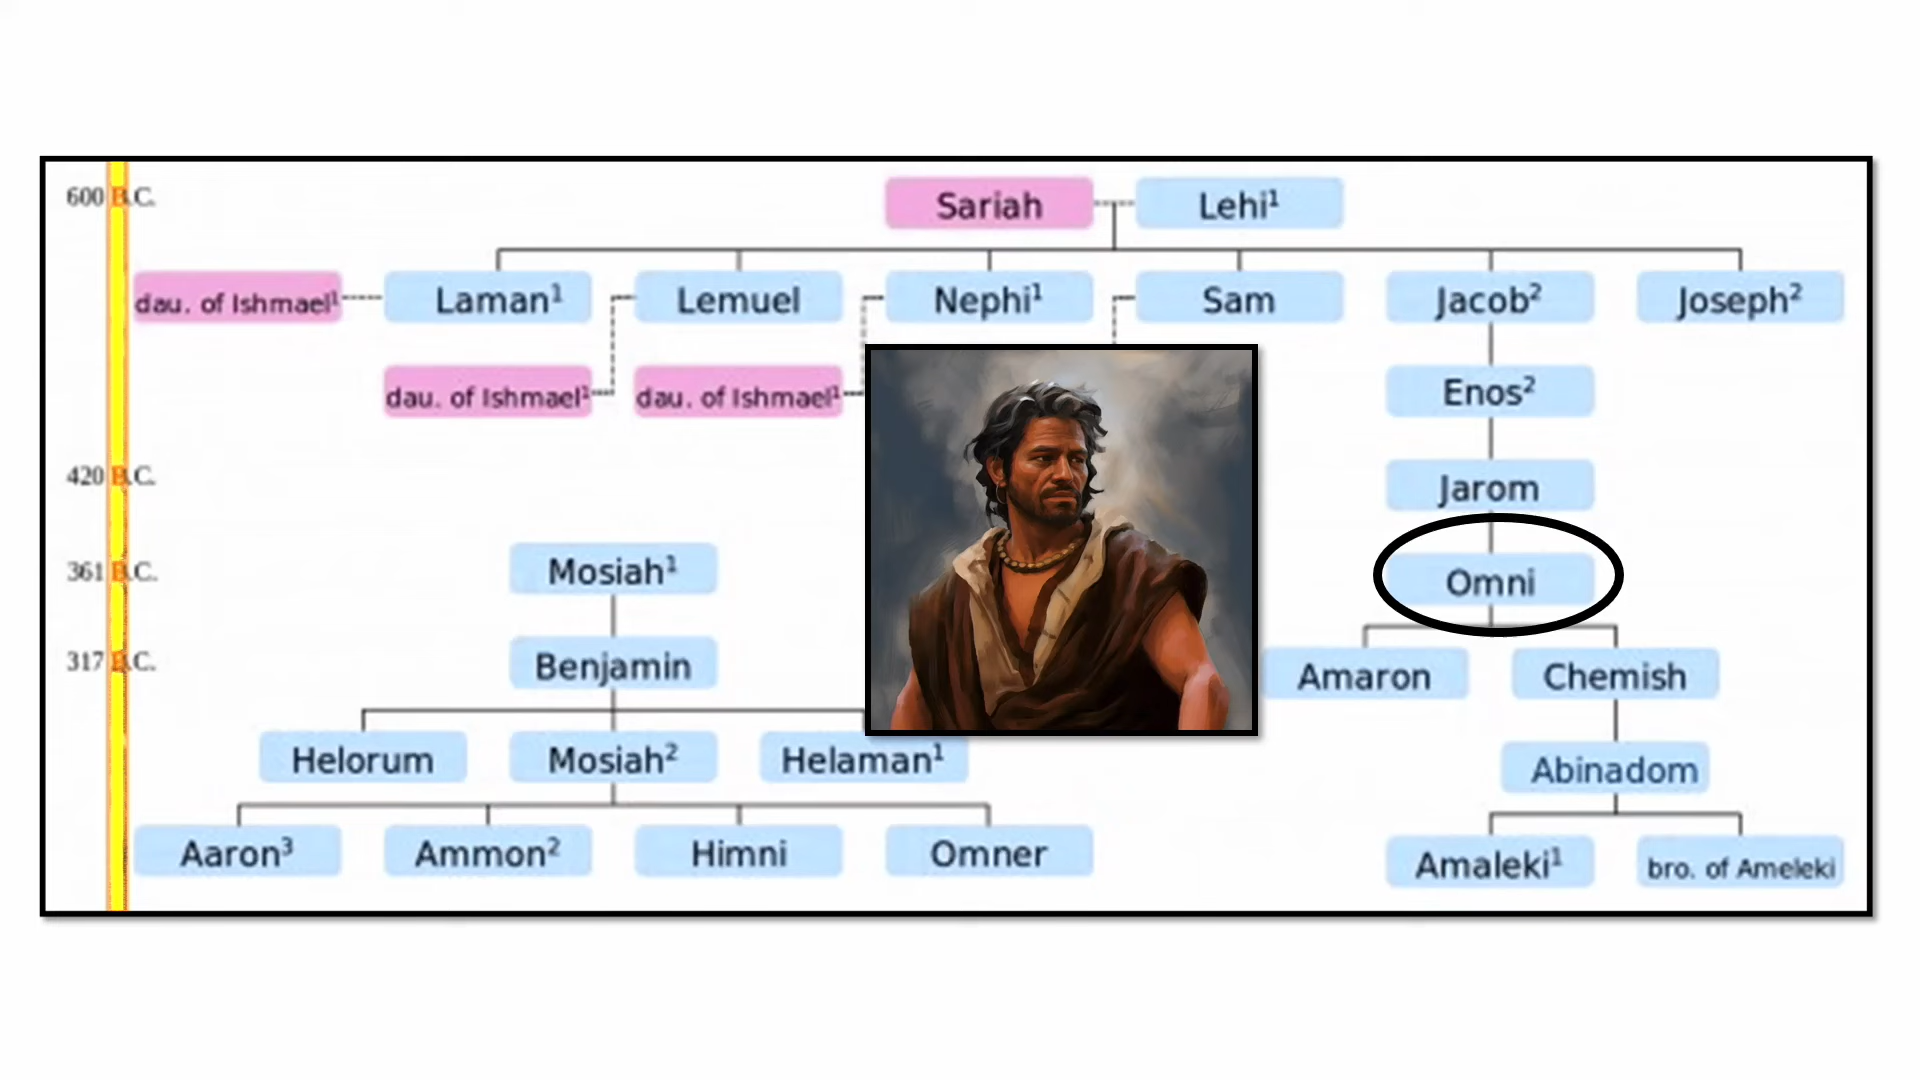 600 B.C.
Sariah
Lehi¹
dau. of Ishmael¹
Laman¹
Lemuel
Nephi¹
Sam
Jacob²
Joseph²
dau. of Ishmael¹
dau. of Ishmael¹
Enos²
420 B.C.
Jarom
361 B.C.
Mosiah¹
Omni
317 B.C.
Benjamin
Amaron
Chemish
Helorum
Mosiah²
Helaman¹
Abinadom
Aaron³
Ammon²
Himni
Omner
Amaleki¹
bro. of Ameleki